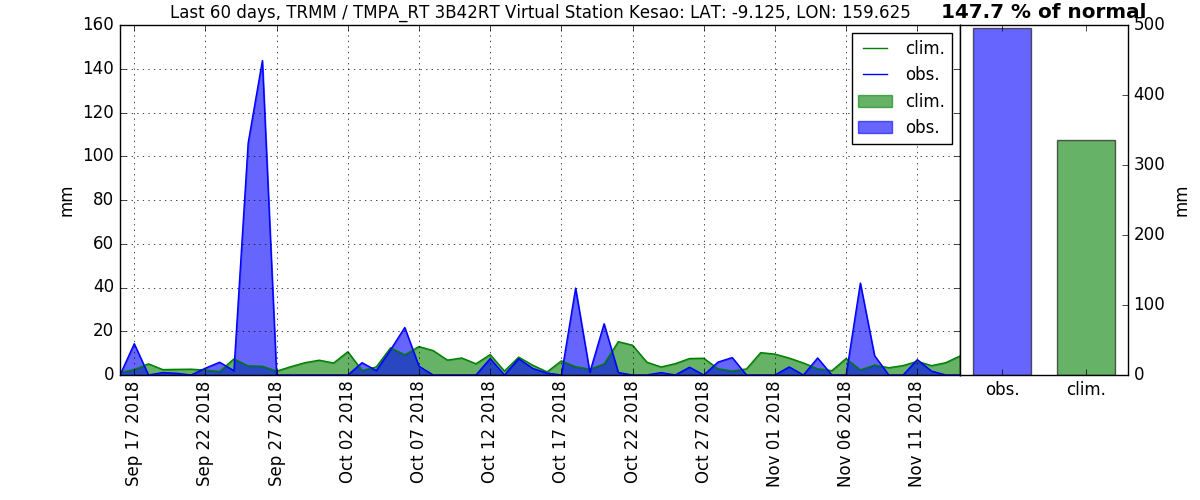 Last 60 days, TRMM / TMPA_RT 3B42RT Virtual Station Kesao: LAT: -9.125, LON: 159.625
147.7 % of normal
160
140
120
100
80
60
40
20
0
mm
clim.
obs.
clim.
obs.
Sep 17 2018
Sep 22 2018
Sep 27 2018
Oct 02 2018
Oct 07 2018
Oct 12 2018
Oct 17 2018
Oct 22 2018
Oct 27 2018
Nov 01 2018
Nov 06 2018
Nov 11 2018
500
400
300
200
100
0
mm
obs.
clim.